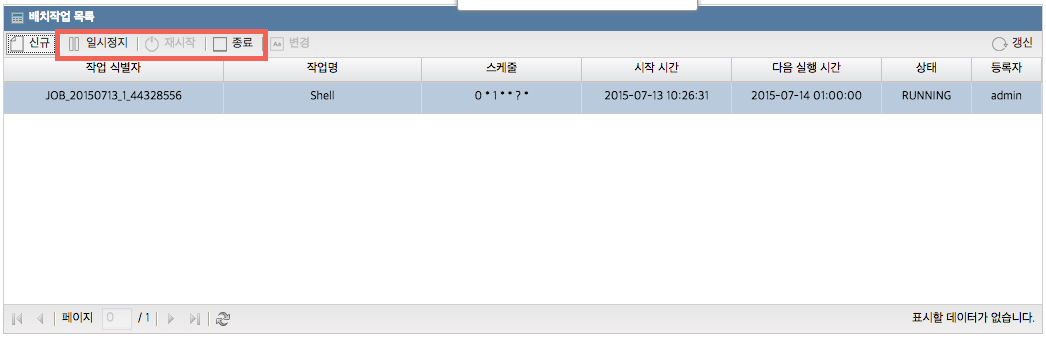 배치작업 목록
신규 일시정지 재시작 종료 Aa 변경 갱신
작업 식별자 작업명 스케줄 시작 시간 다음 실행 시간 상태 등록자
JOB_20150713_1_44328556 Shell 0 * 1 * * ? * 2015-07-13 10:26:31 2015-07-14 01:00:00 RUNNING admin
페이지 0 / 1 표시할 데이터가 없습니다.